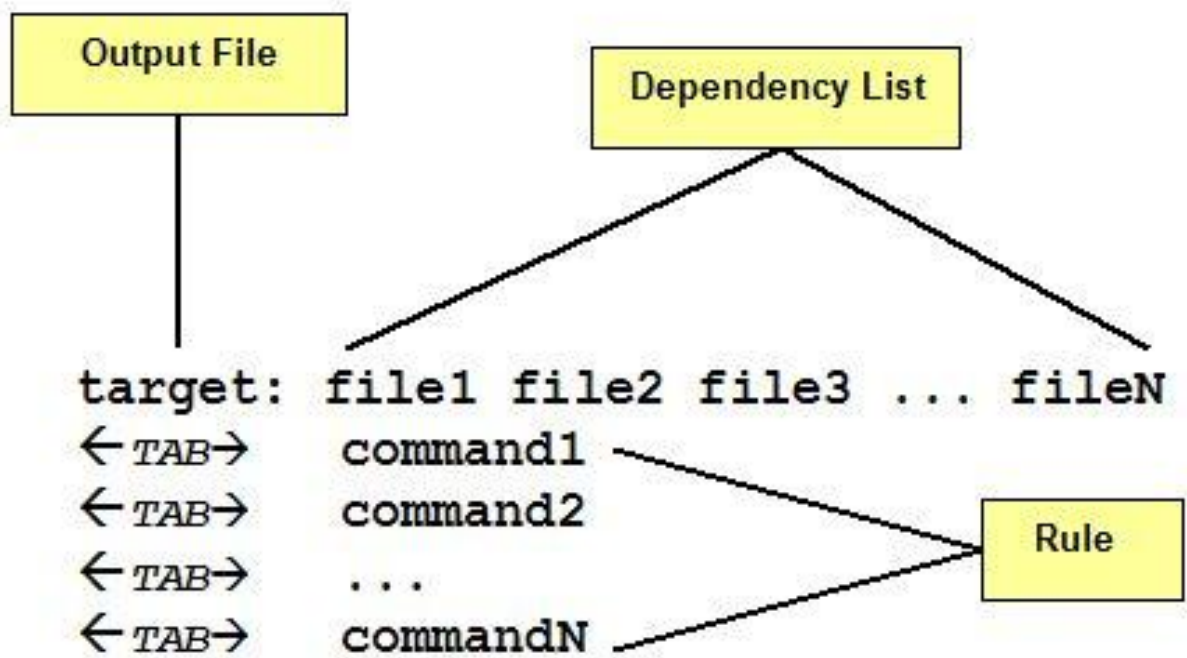 Output File
Dependency List
target: file1 file2 file3 ... fileN
←TAB→ command1
←TAB→ command2
←TAB→ ...
←TAB→ commandN
Rule